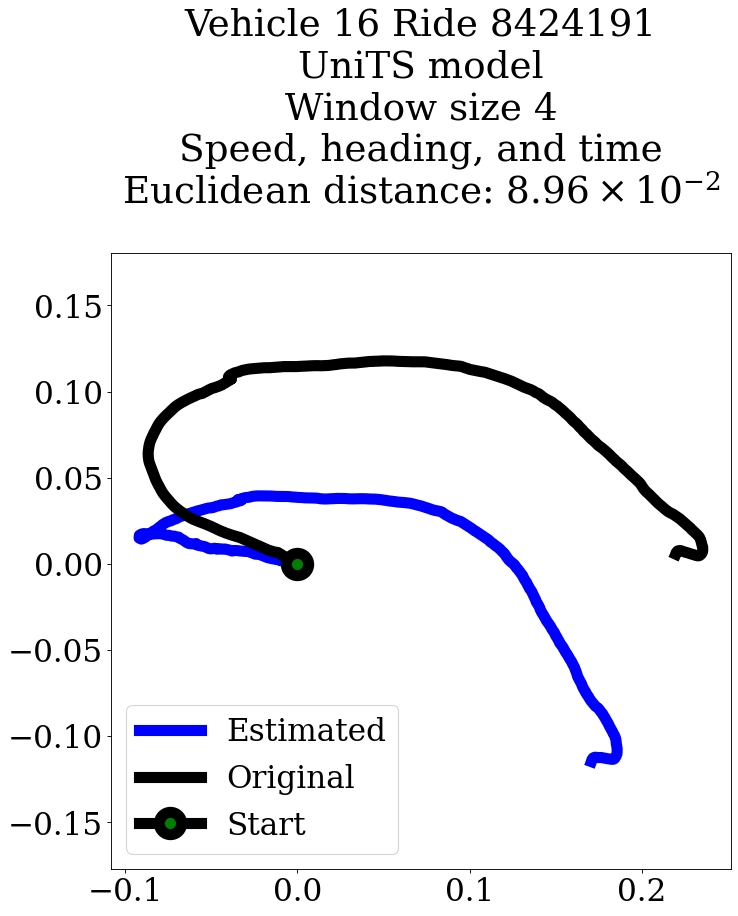 Vehicle 16 Ride 8424191
UniTS model
Window size 4
Speed, heading, and time
Euclidean distance: 8.96 × 10⁻²
0.15
0.10
0.05
0.00
−0.05
−0.10
−0.15
Estimated
Original
Start
−0.1 0.0 0.1 0.2